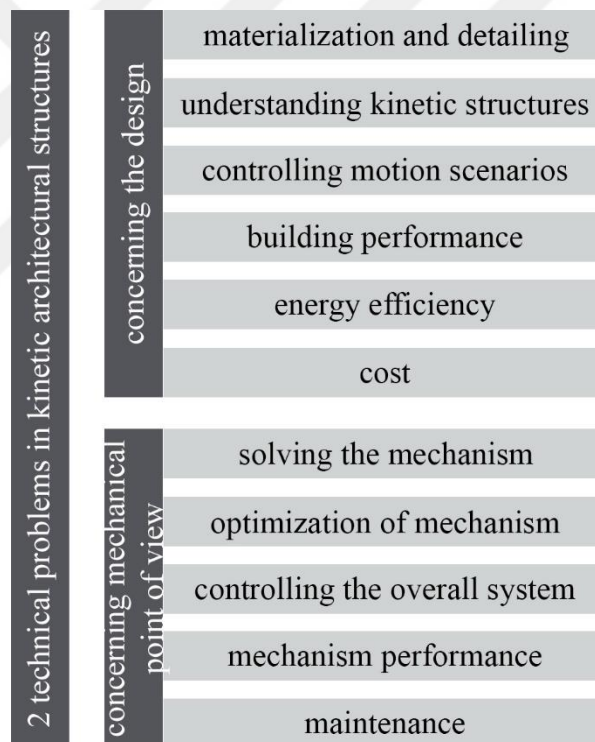 2 technical problems in kinetic architectural structures
concerning the design
materialization and detailing
understanding kinetic structures
controlling motion scenarios
building performance
energy efficiency
cost
concerning mechanical
point of view
solving the mechanism
optimization of mechanism
controlling the overall system
mechanism performance
maintenance